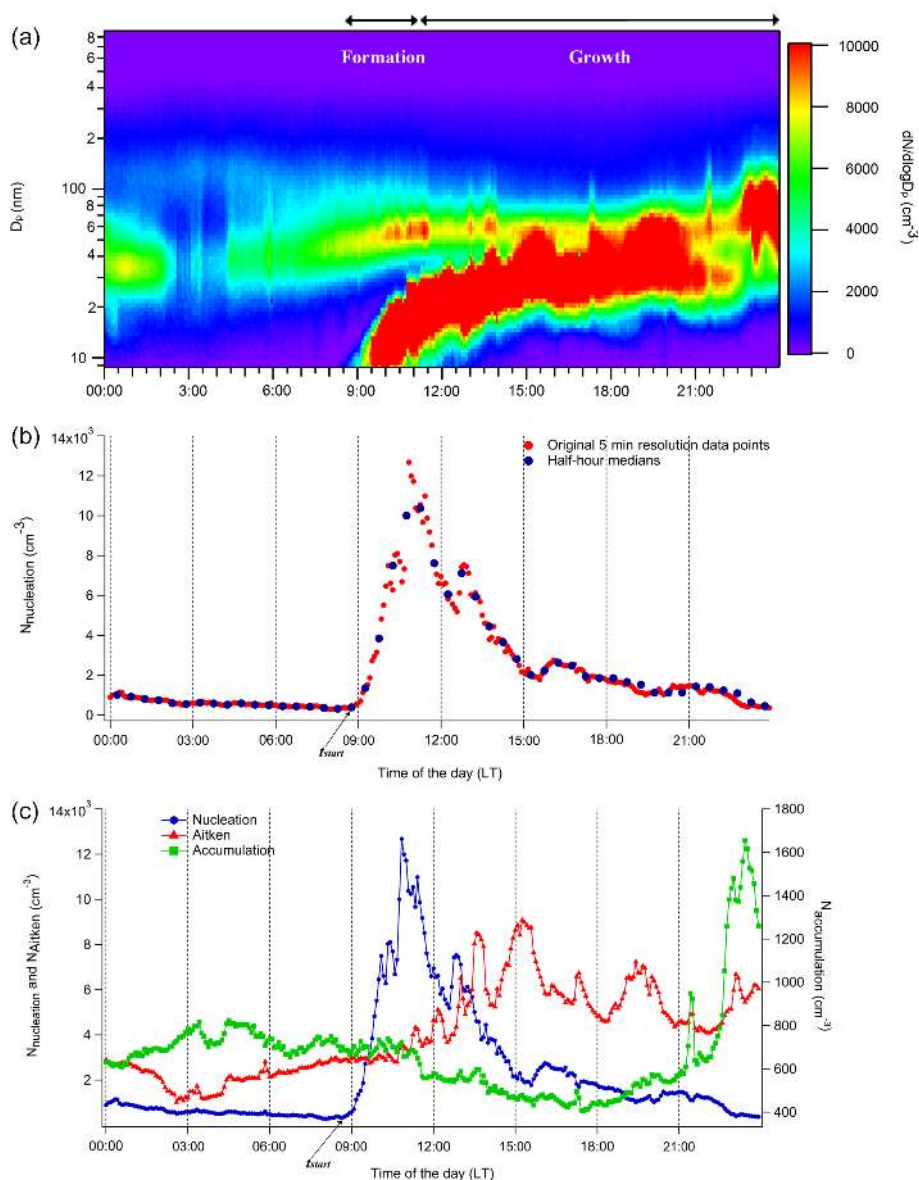 (a)
Formation
Growth
8
6
4
2
100
8
6
4
2
10
Dp (nm)
00:00 03:00 06:00 9:00 12:00 15:00 18:00 21:00
10000
8000
6000
4000
2000
0
dN/dlogDp (cm-3)
(b)
14x10³
12
10
8
6
4
2
0
Nnucleation (cm-3)
Original 5 min resolution data points
Half-hour medians
tstart
00:00 03:00 06:00 09:00 12:00 15:00 18:00 21:00
Time of the day (LT)
(c)
14x10³
12
10
8
6
4
2
Nnucleation and NAitken (cm-3)
Nucleation
Aitken
Accumulation
1800
1600
1400
1200
1000
800
600
400
Naccumulation (cm-3)
tstart
00:00 03:00 06:00 09:00 12:00 15:00 18:00 21:00
Time of the day (LT)